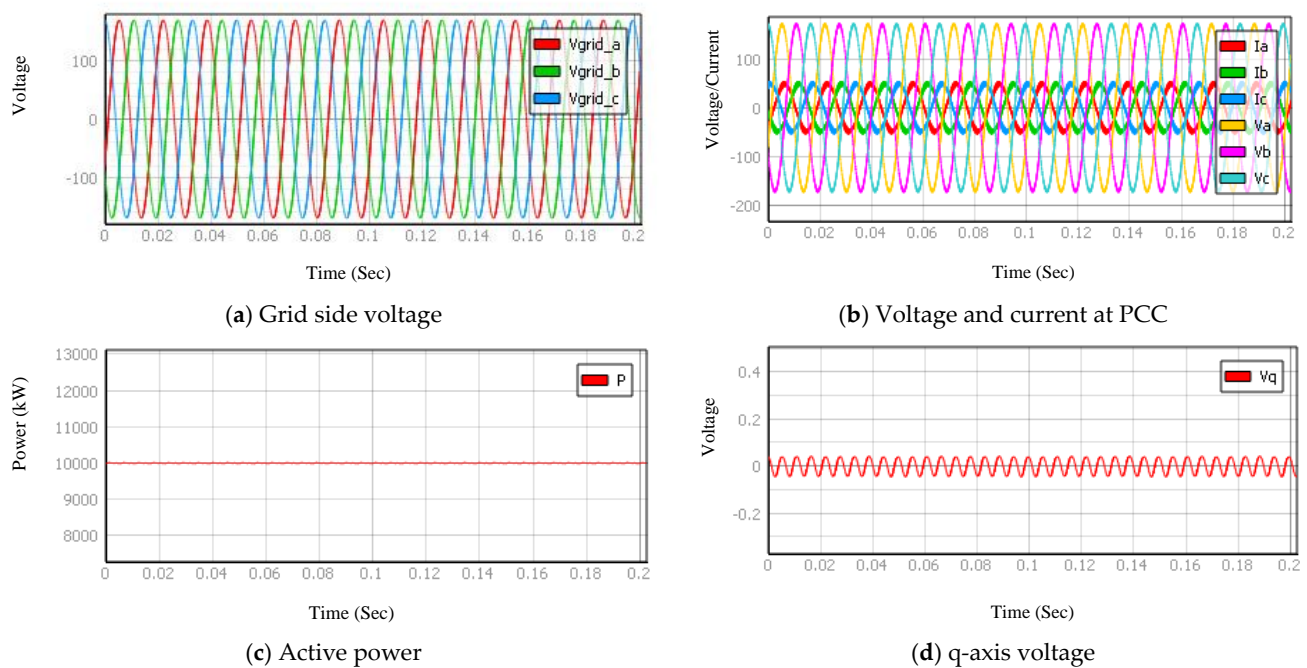 Voltage
100
0
-100
Vgrid_a
Vgrid_b
Vgrid_c
0 0.02 0.04 0.06 0.08 0.1 0.12 0.14 0.16 0.18 0.2
Time (Sec)
(a) Grid side voltage
Voltage/Current
100
0
-100
-200
Ia
Ib
Ic
Va
Vb
Vc
0 0.02 0.04 0.06 0.08 0.1 0.12 0.14 0.16 0.18 0.2
Time (Sec)
(b) Voltage and current at PCC
Power (kW)
13000
12000
11000
10000
9000
8000
P
0 0.02 0.04 0.06 0.08 0.1 0.12 0.14 0.16 0.18 0.2
Time (Sec)
(c) Active power
Voltage
0.4
0.2
0
-0.2
Vq
0 0.02 0.04 0.06 0.08 0.1 0.12 0.14 0.16 0.18 0.2
Time (Sec)
(d) q-axis voltage